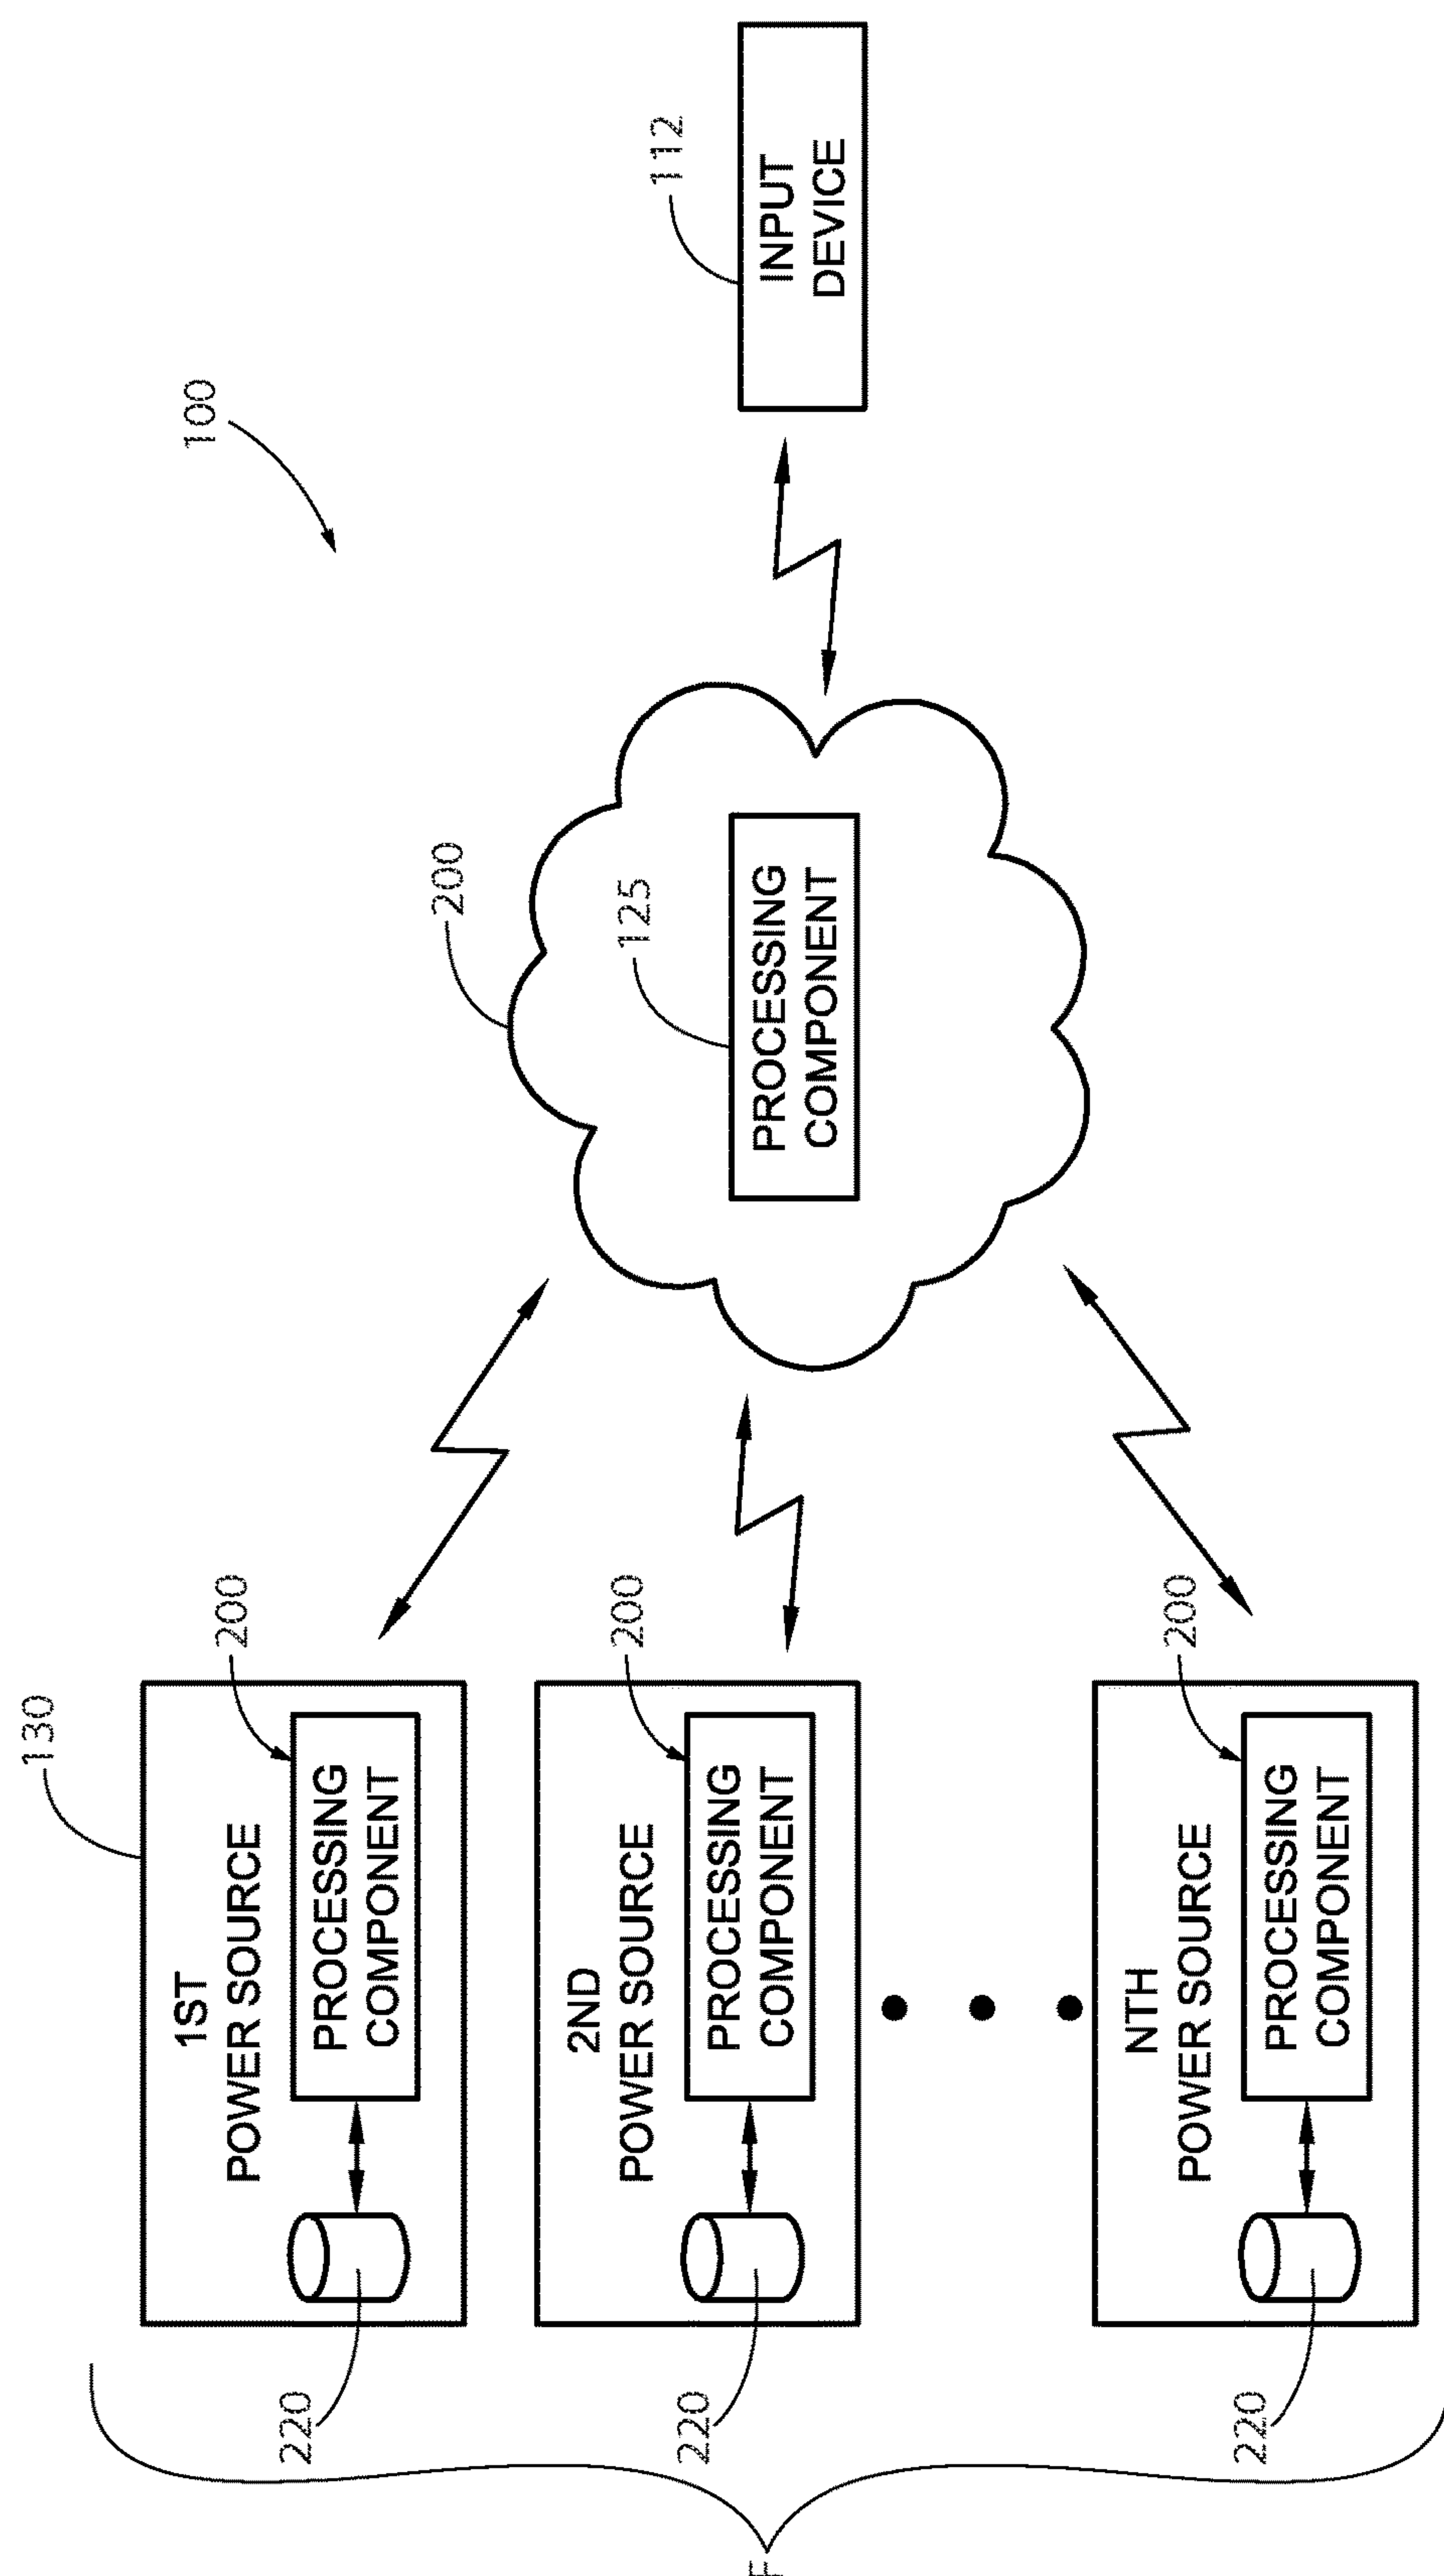 100
130
1ST
POWER SOURCE
200
PROCESSING
COMPONENT
220
2ND
POWER SOURCE
200
PROCESSING
COMPONENT
220
NTH
POWER SOURCE
200
PROCESSING
COMPONENT
220
F
200
125
PROCESSING
COMPONENT
112
INPUT
DEVICE